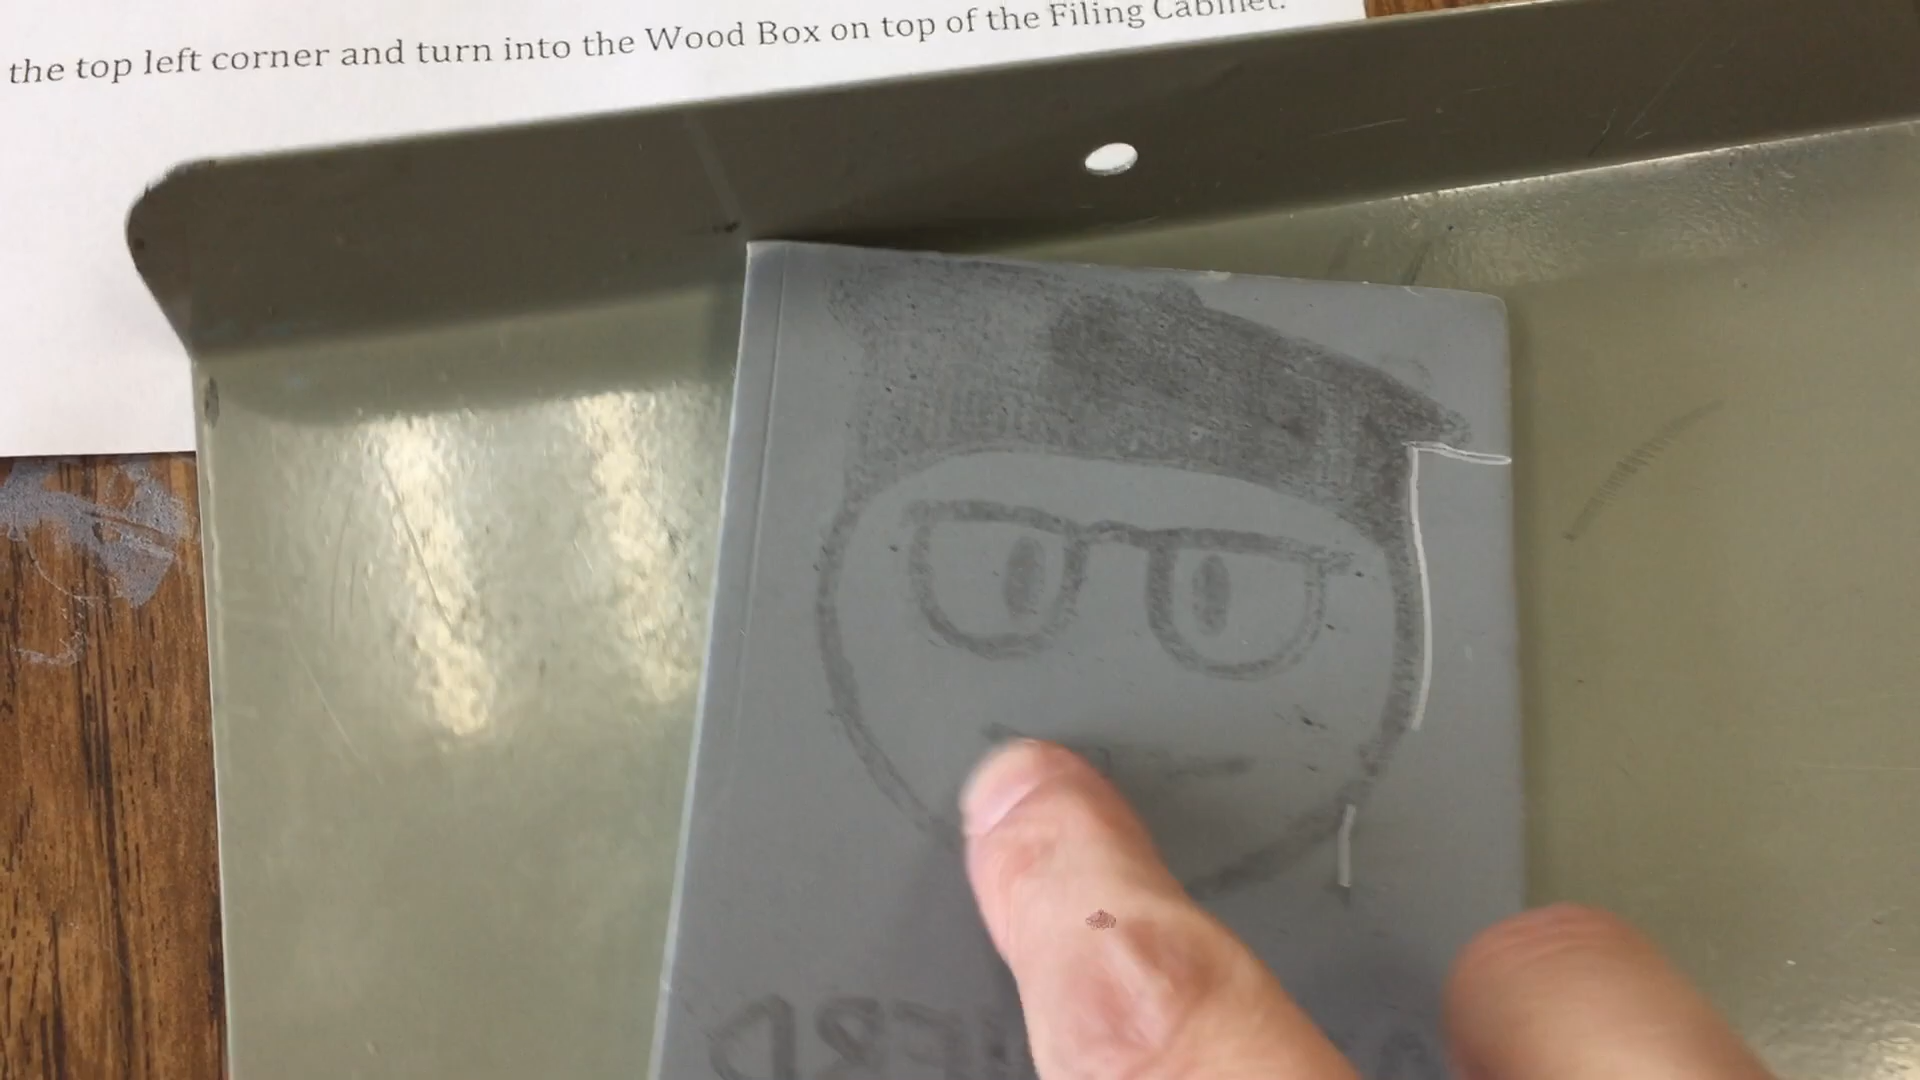 the top left corner and turn into the Wood Box on top of the Filing Cabinet.